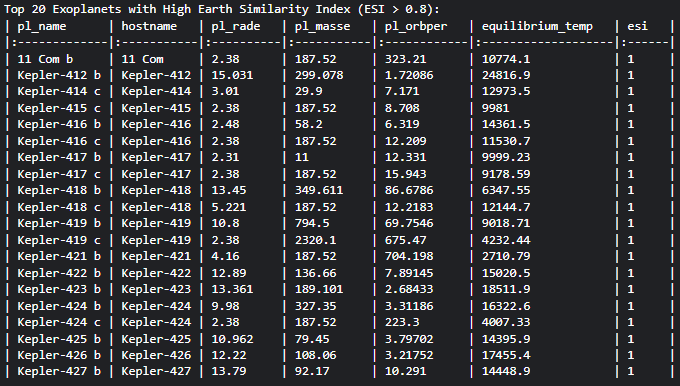 Top 20 Exoplanets with High Earth Similarity Index (ESI > 0.8):
| pl_name | hostname | pl_rade | pl_masse | pl_orbper | equilibrium_temp | esi |
|:------------|:-----------|----------:|-----------:|------------:|:-------------------|:------|
| 11 Com b | 11 Com | 2.38 | 187.52 | 323.21 | 10774.1 | 1 |
| Kepler-412 b | Kepler-412 | 15.031 | 299.078 | 1.72086 | 24816.9 | 1 |
| Kepler-414 c | Kepler-414 | 3.01 | 29.9 | 7.171 | 12973.5 | 1 |
| Kepler-415 c | Kepler-415 | 2.38 | 187.52 | 8.708 | 9981 | 1 |
| Kepler-416 b | Kepler-416 | 2.48 | 58.2 | 6.319 | 14361.5 | 1 |
| Kepler-416 c | Kepler-416 | 2.38 | 187.52 | 12.209 | 11530.7 | 1 |
| Kepler-417 b | Kepler-417 | 2.31 | 11 | 12.331 | 9999.23 | 1 |
| Kepler-417 c | Kepler-417 | 2.38 | 187.52 | 15.943 | 9178.59 | 1 |
| Kepler-418 b | Kepler-418 | 13.45 | 349.611 | 86.6786 | 6347.55 | 1 |
| Kepler-418 c | Kepler-418 | 5.221 | 187.52 | 12.2183 | 12144.7 | 1 |
| Kepler-419 b | Kepler-419 | 10.8 | 794.5 | 69.7546 | 9018.71 | 1 |
| Kepler-419 c | Kepler-419 | 2.38 | 2320.1 | 675.47 | 4232.44 | 1 |
| Kepler-421 b | Kepler-421 | 4.16 | 187.52 | 704.198 | 2710.79 | 1 |
| Kepler-422 b | Kepler-422 | 12.89 | 136.66 | 7.89145 | 15020.5 | 1 |
| Kepler-423 b | Kepler-423 | 13.361 | 189.101 | 2.68433 | 18511.9 | 1 |
| Kepler-424 b | Kepler-424 | 9.98 | 327.35 | 3.31186 | 16322.6 | 1 |
| Kepler-424 c | Kepler-424 | 2.38 | 187.52 | 223.3 | 4007.33 | 1 |
| Kepler-425 b | Kepler-425 | 10.962 | 79.45 | 3.79702 | 14395.9 | 1 |
| Kepler-426 b | Kepler-426 | 12.22 | 108.06 | 3.21752 | 17455.4 | 1 |
| Kepler-427 b | Kepler-427 | 13.79 | 92.17 | 10.291 | 14448.9 | 1 |